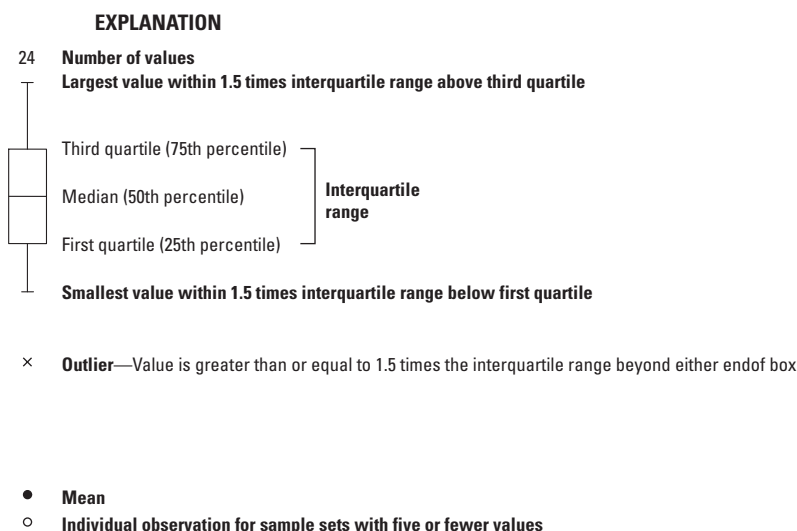 EXPLANATION
24 Number of values
Largest value within 1.5 times interquartile range above third quartile
Third quartile (75th percentile)
Median (50th percentile)
Interquartile
range
First quartile (25th percentile)
Smallest value within 1.5 times interquartile range below first quartile
× Outlier—Value is greater than or equal to 1.5 times the interquartile range beyond either endof box
Mean
Individual observation for sample sets with five or fewer values